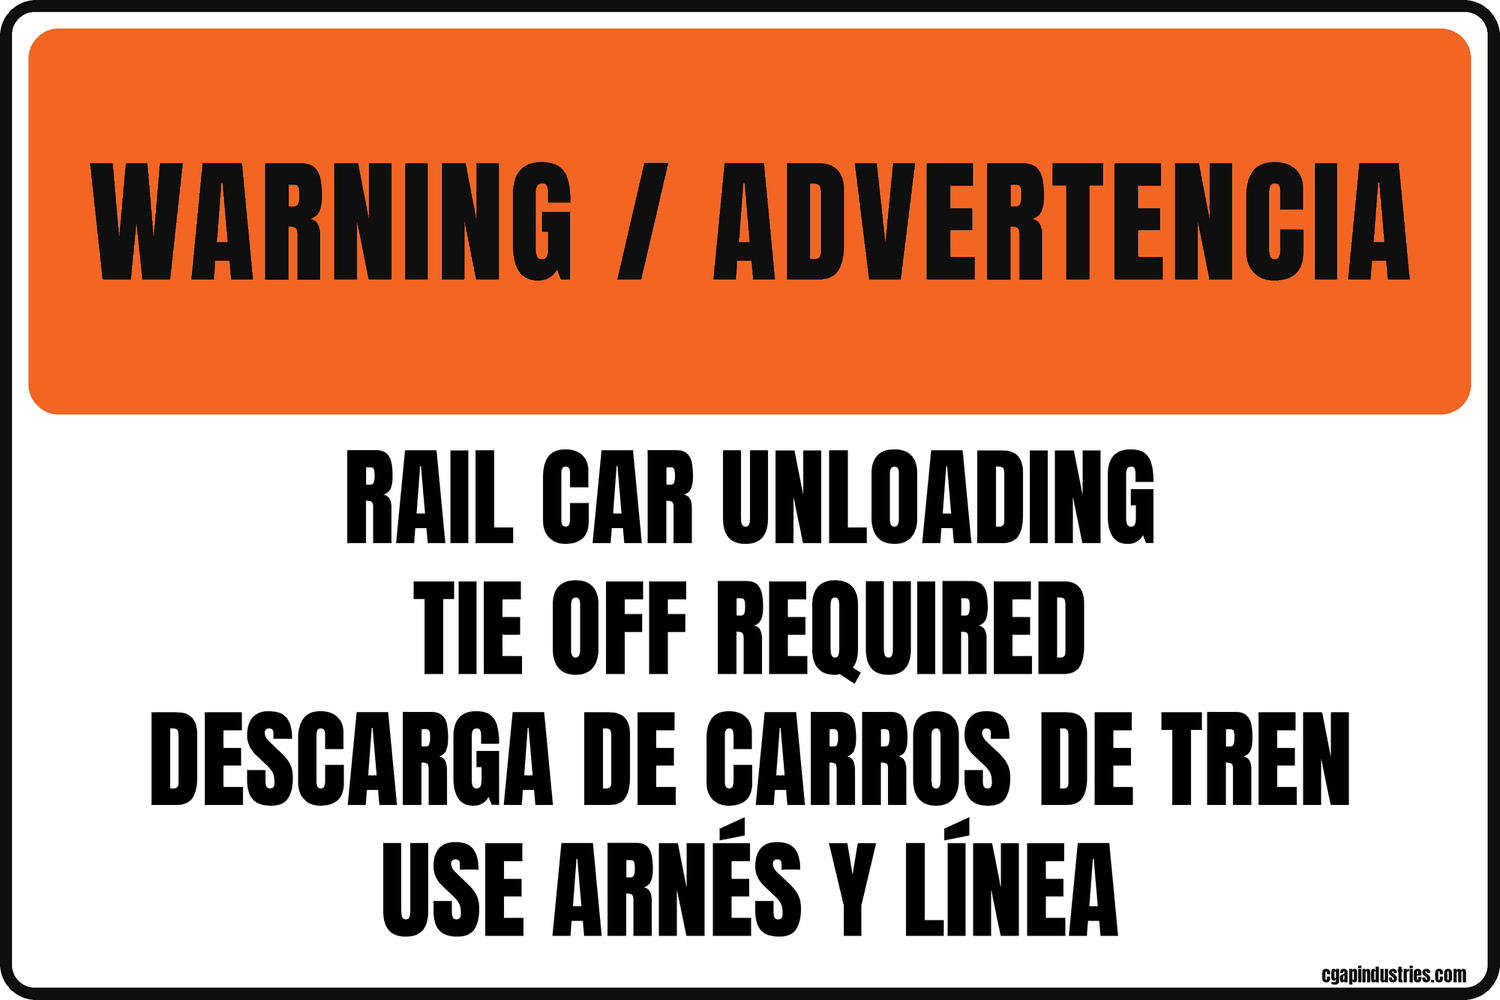 WARNING / ADVERTENCIA
RAIL CAR UNLOADING
TIE OFF REQUIRED
DESCARGA DE CARROS DE TREN
USE ARNÉS Y LÍNEA
cgapindustries.com